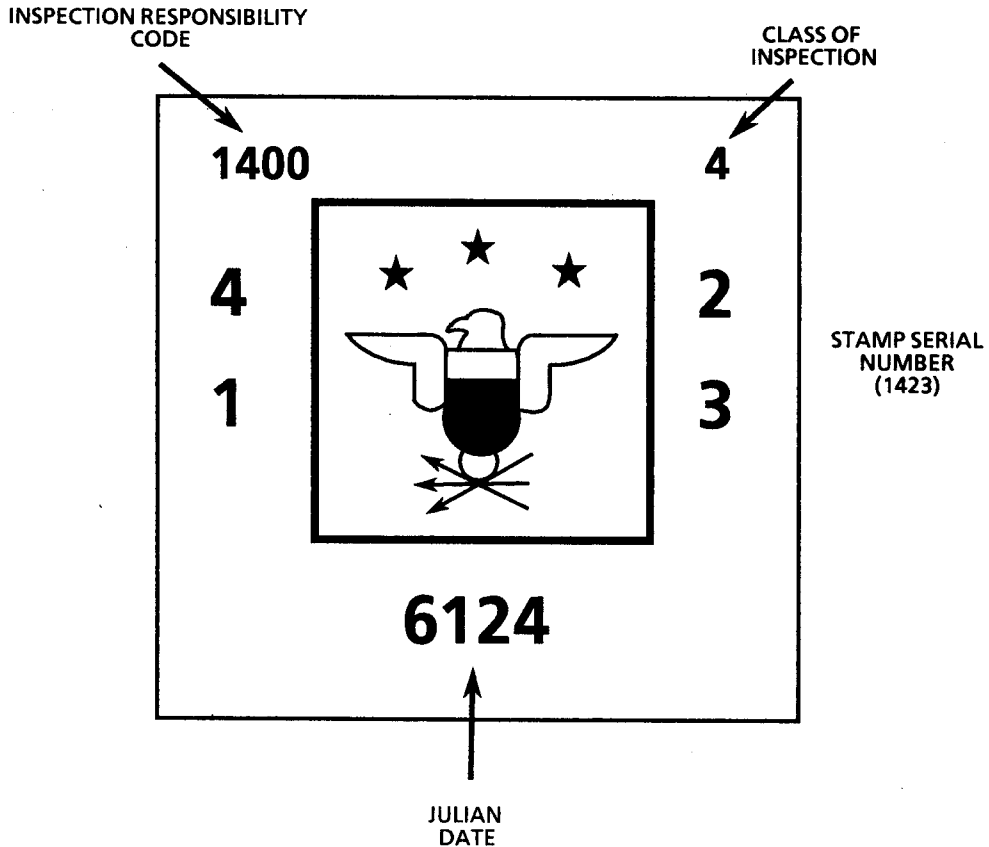 INSPECTION RESPONSIBILITY
CODE
CLASS OF
INSPECTION
1400
4
4
2
STAMP SERIAL
NUMBER
(1423)
1
3
6124
JULIAN
DATE